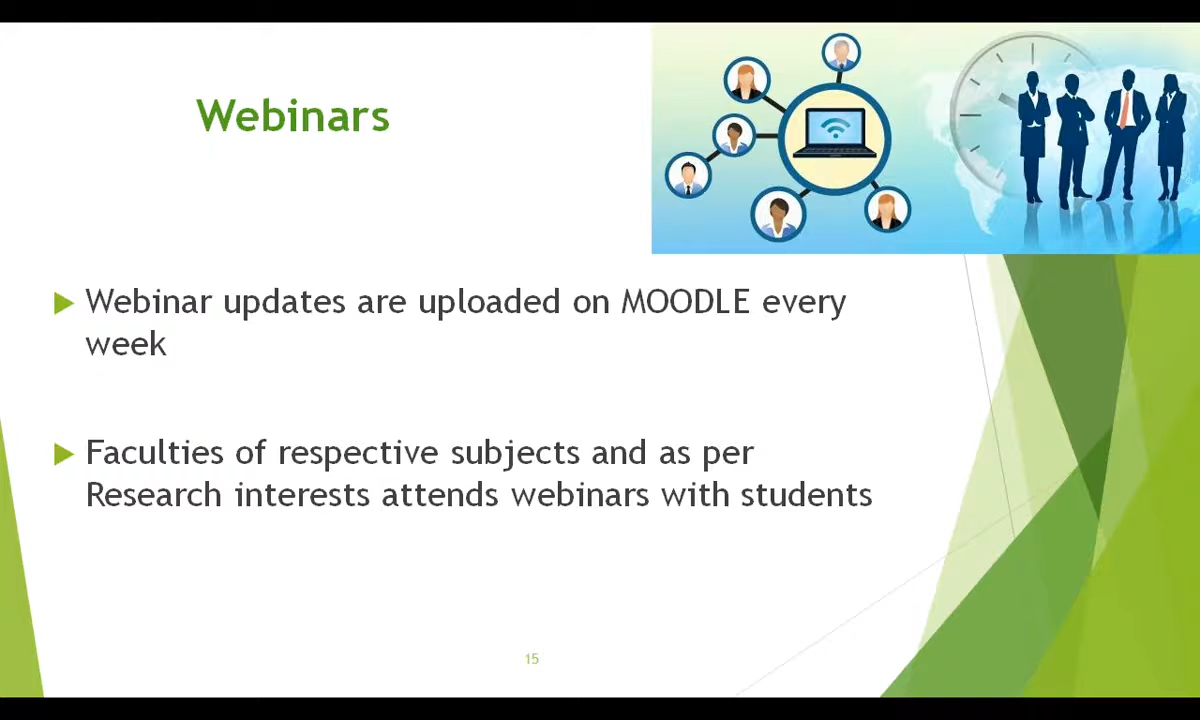 Webinars
Webinar updates are uploaded on MOODLE every
week
Faculties of respective subjects and as per
Research interests attends webinars with students
15